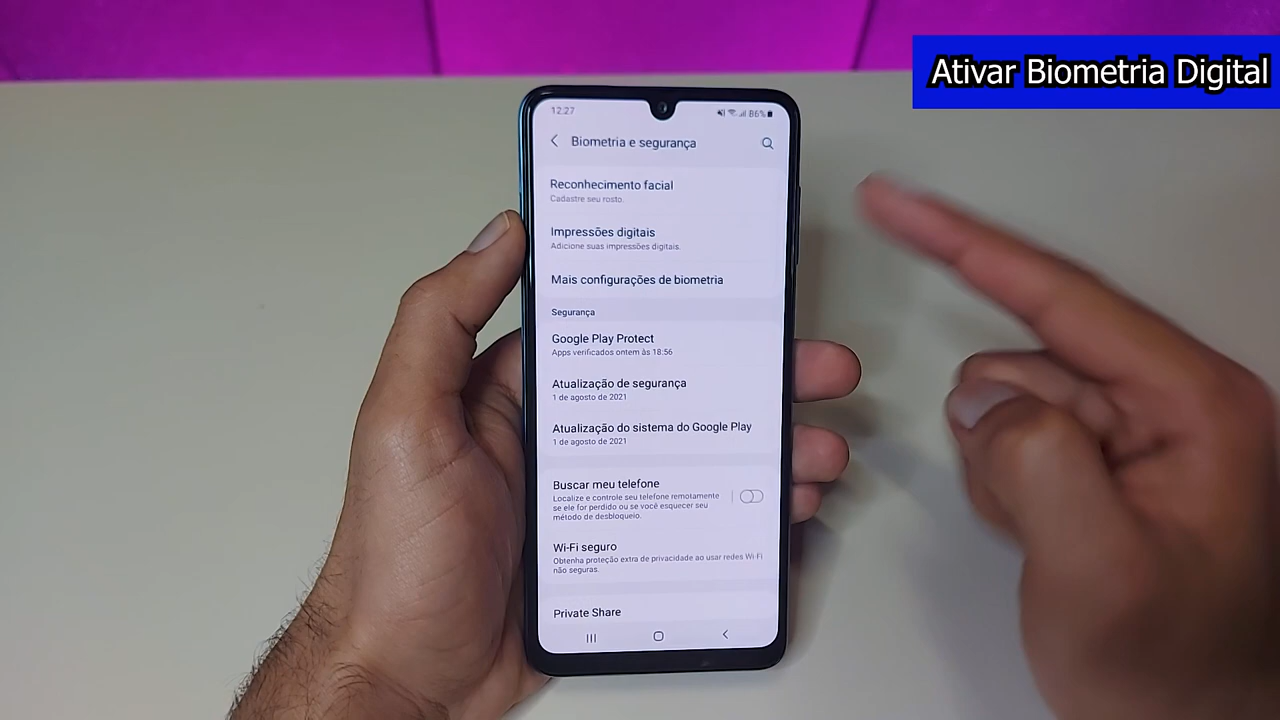 Ativar Biometria Digital
12:27
86%
Biometria e segurança
Reconhecimento facial
Cadastre seu rosto.
Impressões digitais
Adicione suas impressões digitais.
Mais configurações de biometria
Segurança
Google Play Protect
Apps verificados ontem às 18:56
Atualização de segurança
1 de agosto de 2021
Atualização do sistema do Google Play
1 de agosto de 2021
Buscar meu telefone
Localize e controle seu telefone remotamente
se ele for perdido ou se você esquecer seu
método de desbloqueio.
Wi-Fi seguro
Obtenha proteção extra de privacidade ao usar redes Wi-Fi
não seguras.
Private Share